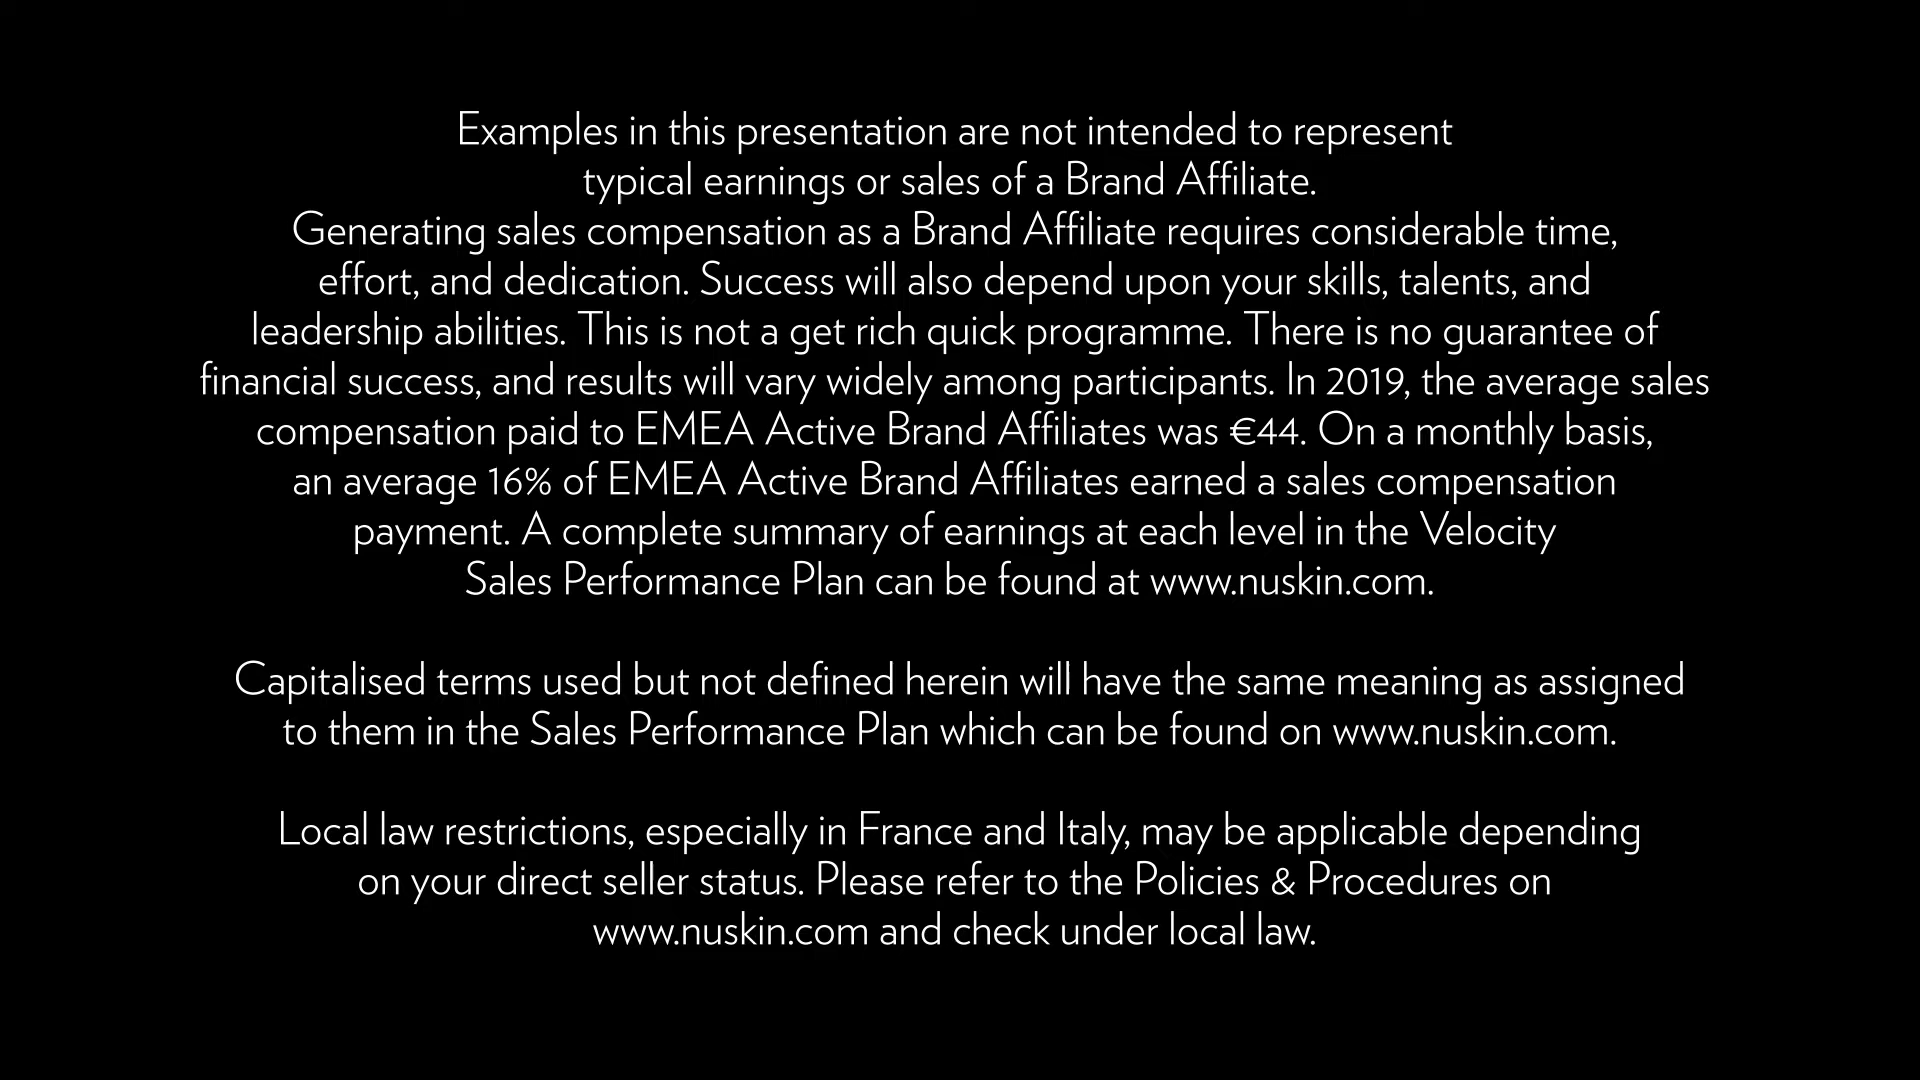 Examples in this presentation are not intended to represent
typical earnings or sales of a Brand Affiliate.
Generating sales compensation as a Brand Affiliate requires considerable time,
effort, and dedication. Success will also depend upon your skills, talents, and
leadership abilities. This is not a get rich quick programme. There is no guarantee of
financial success, and results will vary widely among participants. In 2019, the average sales
compensation paid to EMEA Active Brand Affiliates was €44. On a monthly basis,
an average 16% of EMEA Active Brand Affiliates earned a sales compensation
payment. A complete summary of earnings at each level in the Velocity
Sales Performance Plan can be found at www.nuskin.com.
Capitalised terms used but not defined herein will have the same meaning as assigned
to them in the Sales Performance Plan which can be found on www.nuskin.com.
Local law restrictions, especially in France and Italy, may be applicable depending
on your direct seller status. Please refer to the Policies & Procedures on
www.nuskin.com and check under local law.